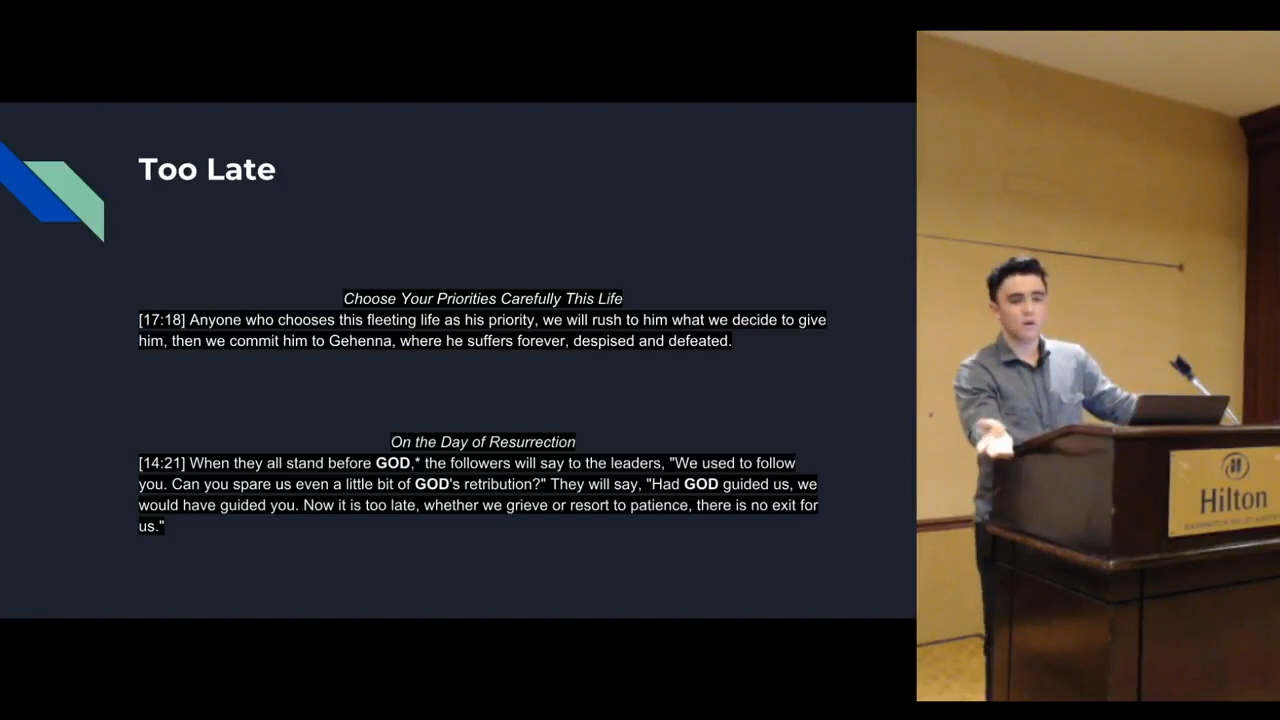 Too Late
Choose Your Priorities Carefully This Life
[17:18] Anyone who chooses this fleeting life as his priority, we will rush to him what we decide to give
him, then we commit him to Gehenna, where he suffers forever, despised and defeated.
On the Day of Resurrection
[14:21] When they all stand before GOD,* the followers will say to the leaders, "We used to follow
you. Can you spare us even a little bit of GOD's retribution?" They will say, "Had GOD guided us, we
would have guided you. Now it is too late, whether we grieve or resort to patience, there is no exit for
us."
Hilton